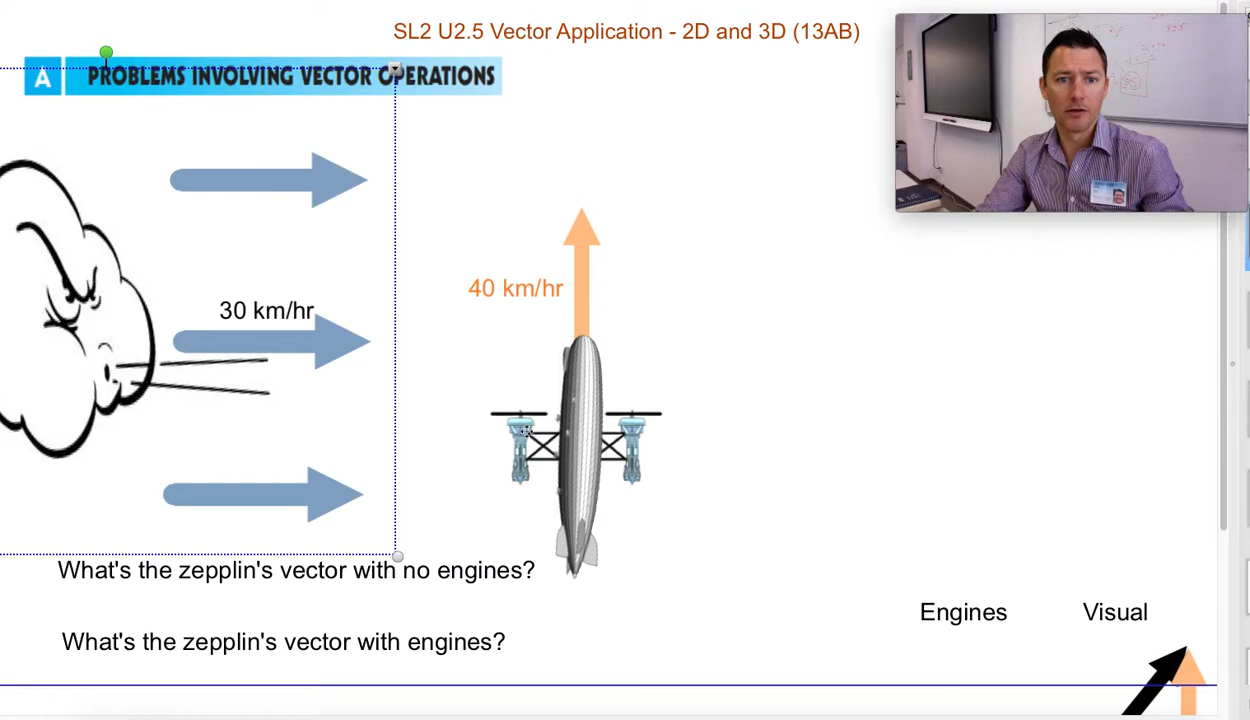 SL2 U2.5 Vector Application - 2D and 3D (13AB)
A PROBLEMS INVOLVING VECTOR OPERATIONS
30 km/hr
40 km/hr
What's the zepplin's vector with no engines?
Engines Visual
What's the zepplin's vector with engines?